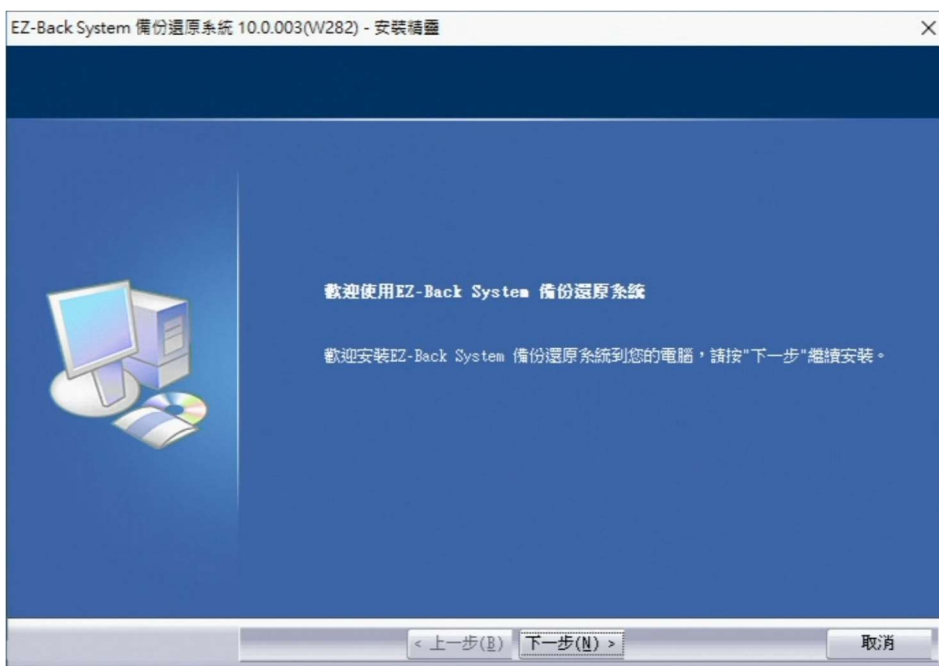 EZ-Back System 備份還原系統 10.0.003(W282) - 安裝精靈
歡迎使用EZ-Back System 備份還原系統
歡迎安裝EZ-Back System 備份還原系統到您的電腦，請按"下一步"繼續安裝。
< 上一步(B) 下一步(N) > 取消